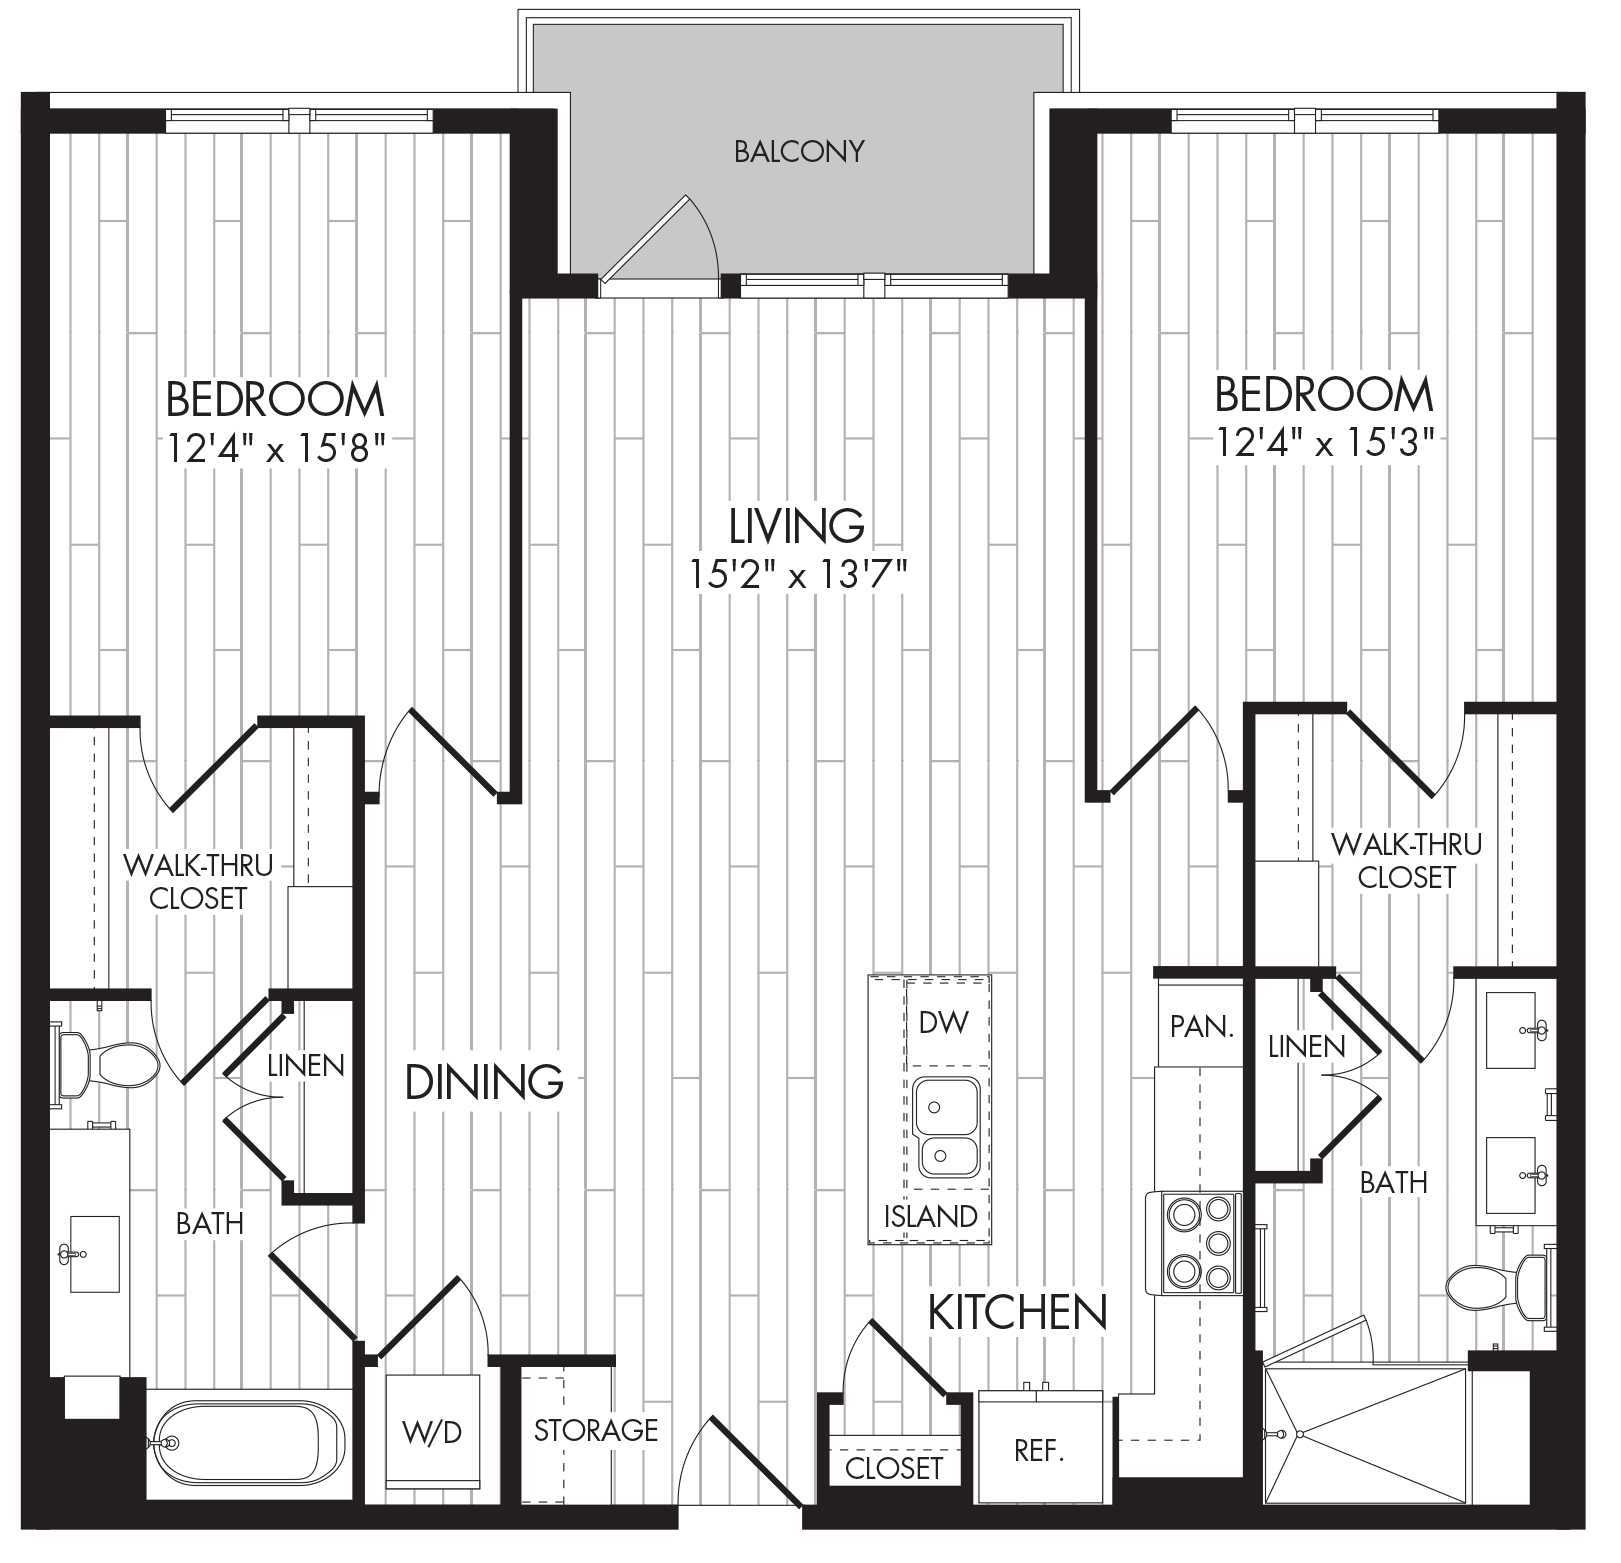 BALCONY
BEDROOM
12'4" x 15'8"
BEDROOM
12'4" x 15'3"
LIVING
15'2" x 13'7"
WALK-THRU
CLOSET
WALK-THRU
CLOSET
DW
PAN.
LINEN
LINEN
DINING
BATH
BATH
ISLAND
KITCHEN
W/D
STORAGE
CLOSET
REF.